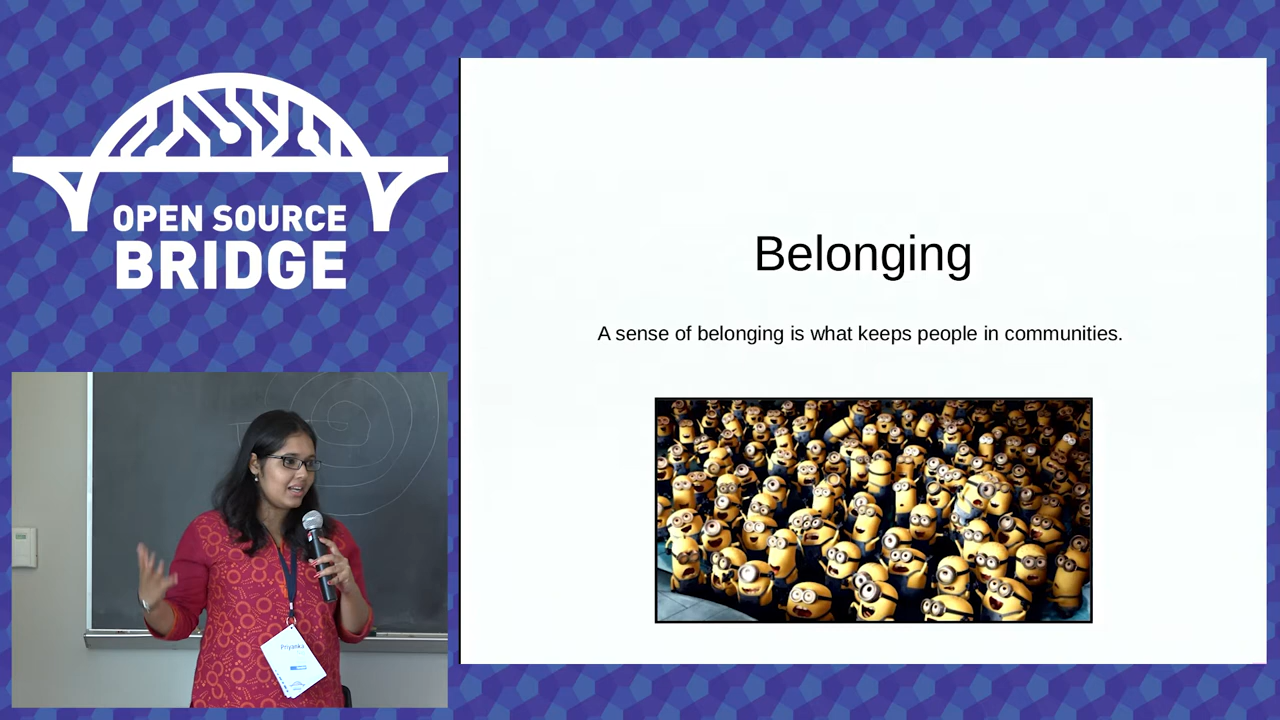 OPEN SOURCE
BRIDGE
Belonging
A sense of belonging is what keeps people in communities.
Priyanka